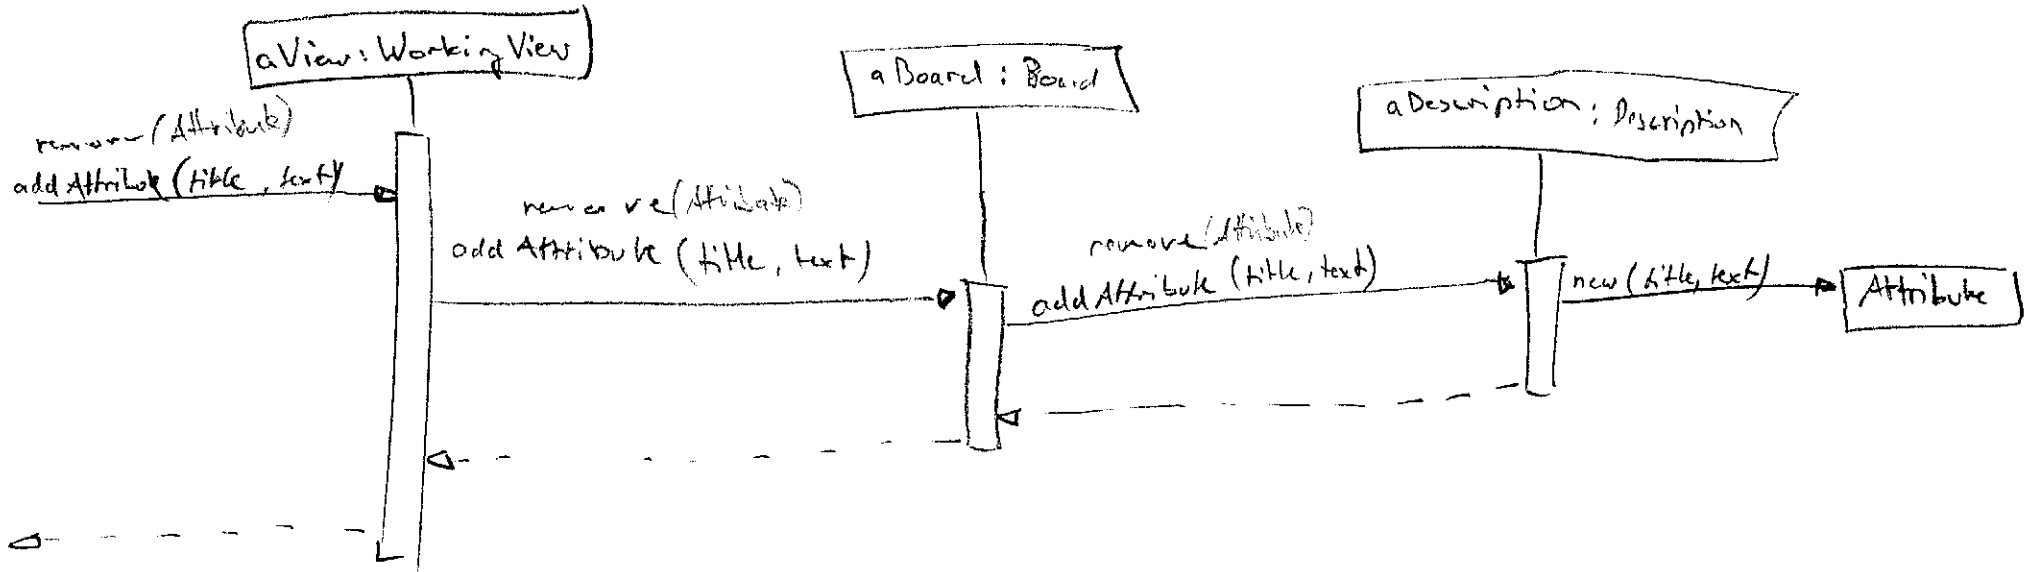 aView: WorkingView
aBoard : Board
aDescription : Description
remove(Attribute)
addAttribute(title, text)
remove(Attribute)
addAttribute (title, text)
remove(Attribute)
addAttribute (title, text)
new(title, text)
Attribute